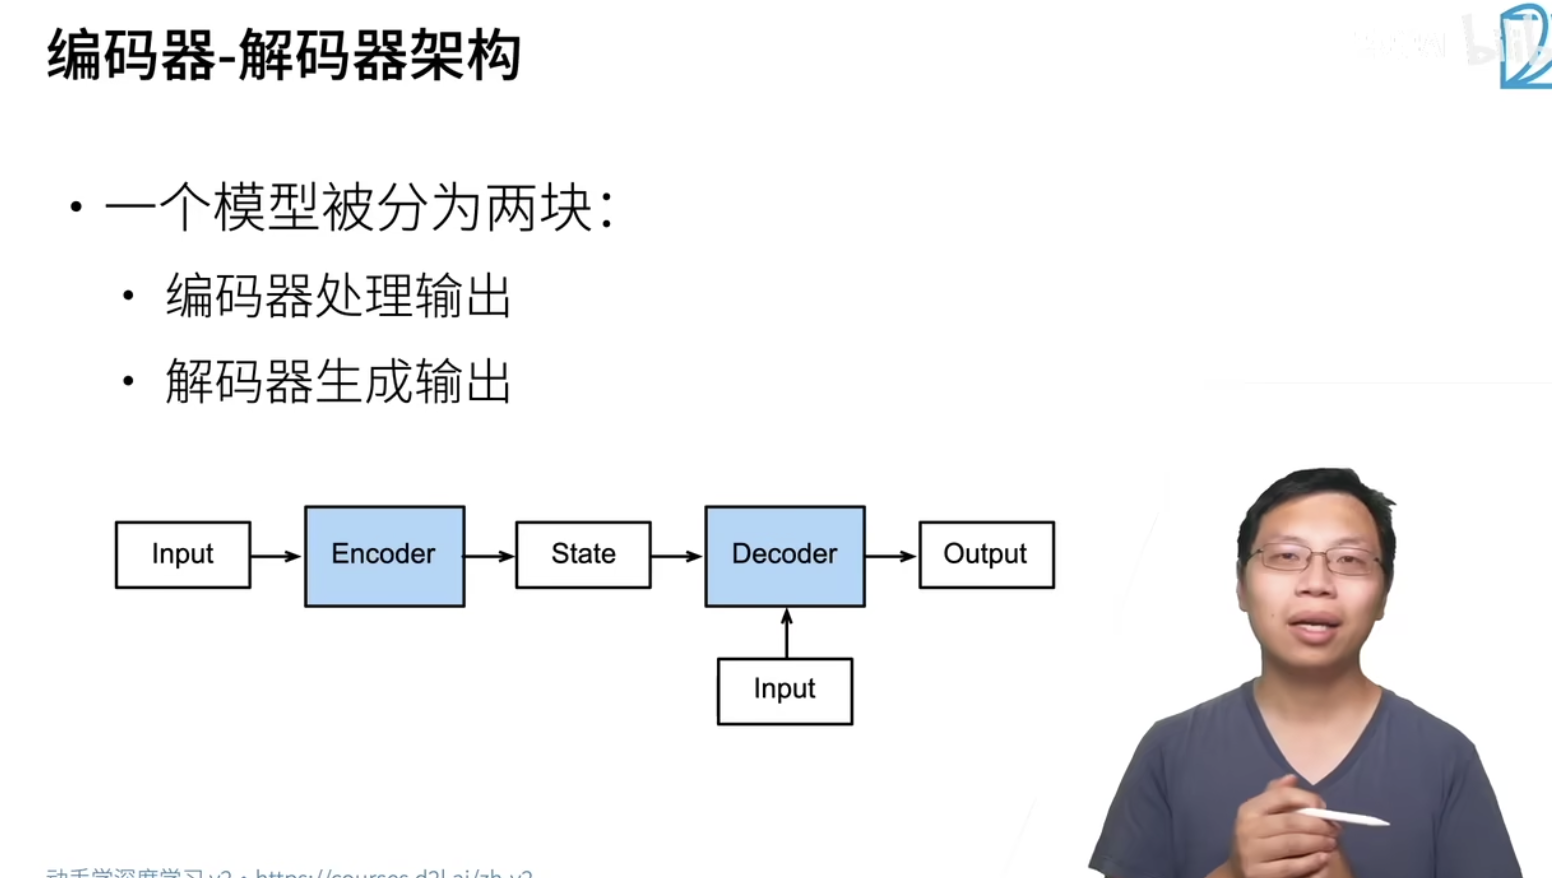 编码器-解码器架构
• 一个模型被分为两块：
• 编码器处理输出
• 解码器生成输出
Input
Encoder
State
Decoder
Output
Input
动手学深度学习 v2 • https://courses.d2l.ai/zh-v2